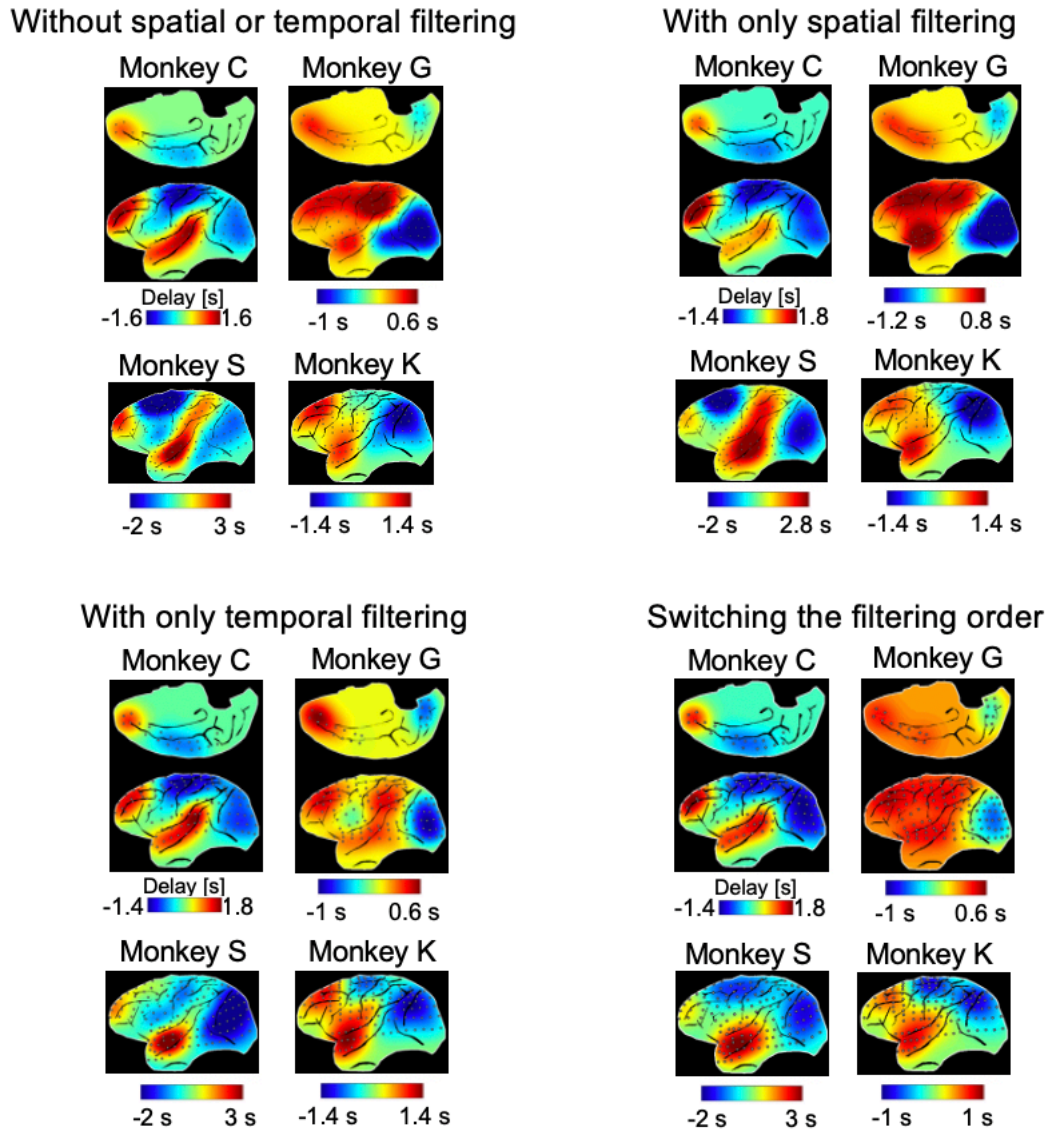 Without spatial or temporal filtering
Monkey C Monkey G
Delay [s]
-1.6 1.6
-1 s 0.6 s
Monkey S Monkey K
-2 s 3 s
-1.4 s 1.4 s
With only spatial filtering
Monkey C Monkey G
Delay [s]
-1.4 1.8
-1.2 s 0.8 s
Monkey S Monkey K
-2 s 2.8 s
-1.4 s 1.4 s
With only temporal filtering
Monkey C Monkey G
Delay [s]
-1.4 1.8
-1 s 0.6 s
Monkey S Monkey K
-2 s 3 s
-1.4 s 1.4 s
Switching the filtering order
Monkey C Monkey G
Delay [s]
-1.4 1.8
-1 s 0.6 s
Monkey S Monkey K
-2 s 3 s
-1 s 1 s